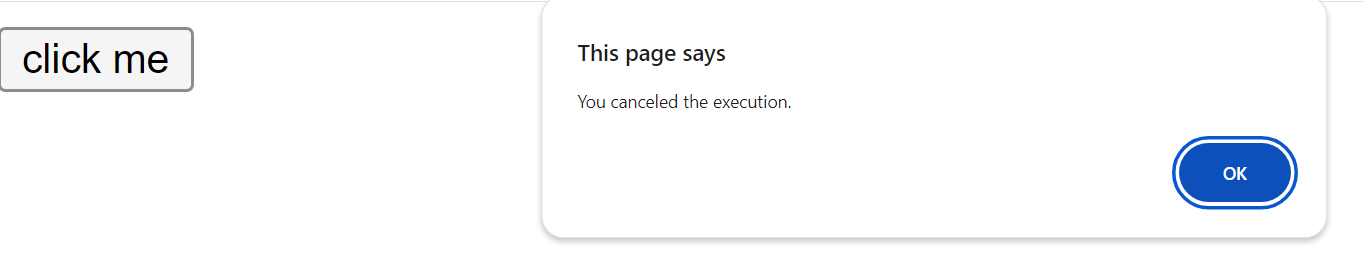 click me
This page says
You canceled the execution.
OK